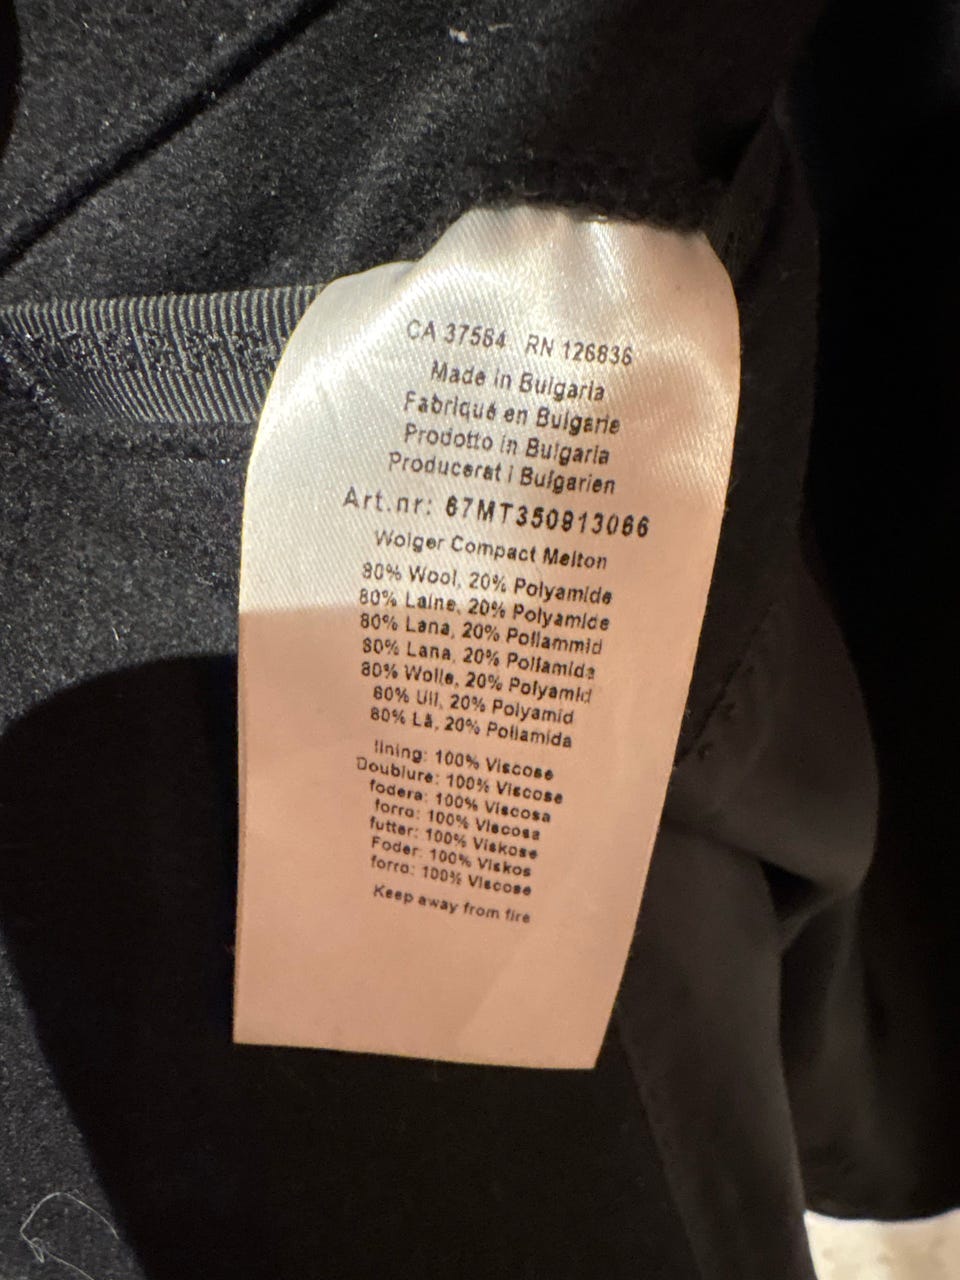 CA 37584 RN 126836
Made in Bulgaria
Fabriqué en Bulgarie
Prodotto in Bulgaria
Producerat i Bulgarien
Art.nr: 67MT350913066
Wolger Compact Melton
80% Wool, 20% Polyamide
80% Laine, 20% Polyamide
80% Lana, 20% Poliammid
80% Lana, 20% Poliamida
80% Wolle, 20% Polyamid
80% Ull, 20% Polyamid
80% Lã, 20% Poliamida
lining: 100% Viscose
Doublure: 100% Viscose
fodera: 100% Viscosa
forro: 100% Viscosa
futter: 100% Viskose
Foder: 100% Viskos
forro: 100% Viscose
Keep away from fire